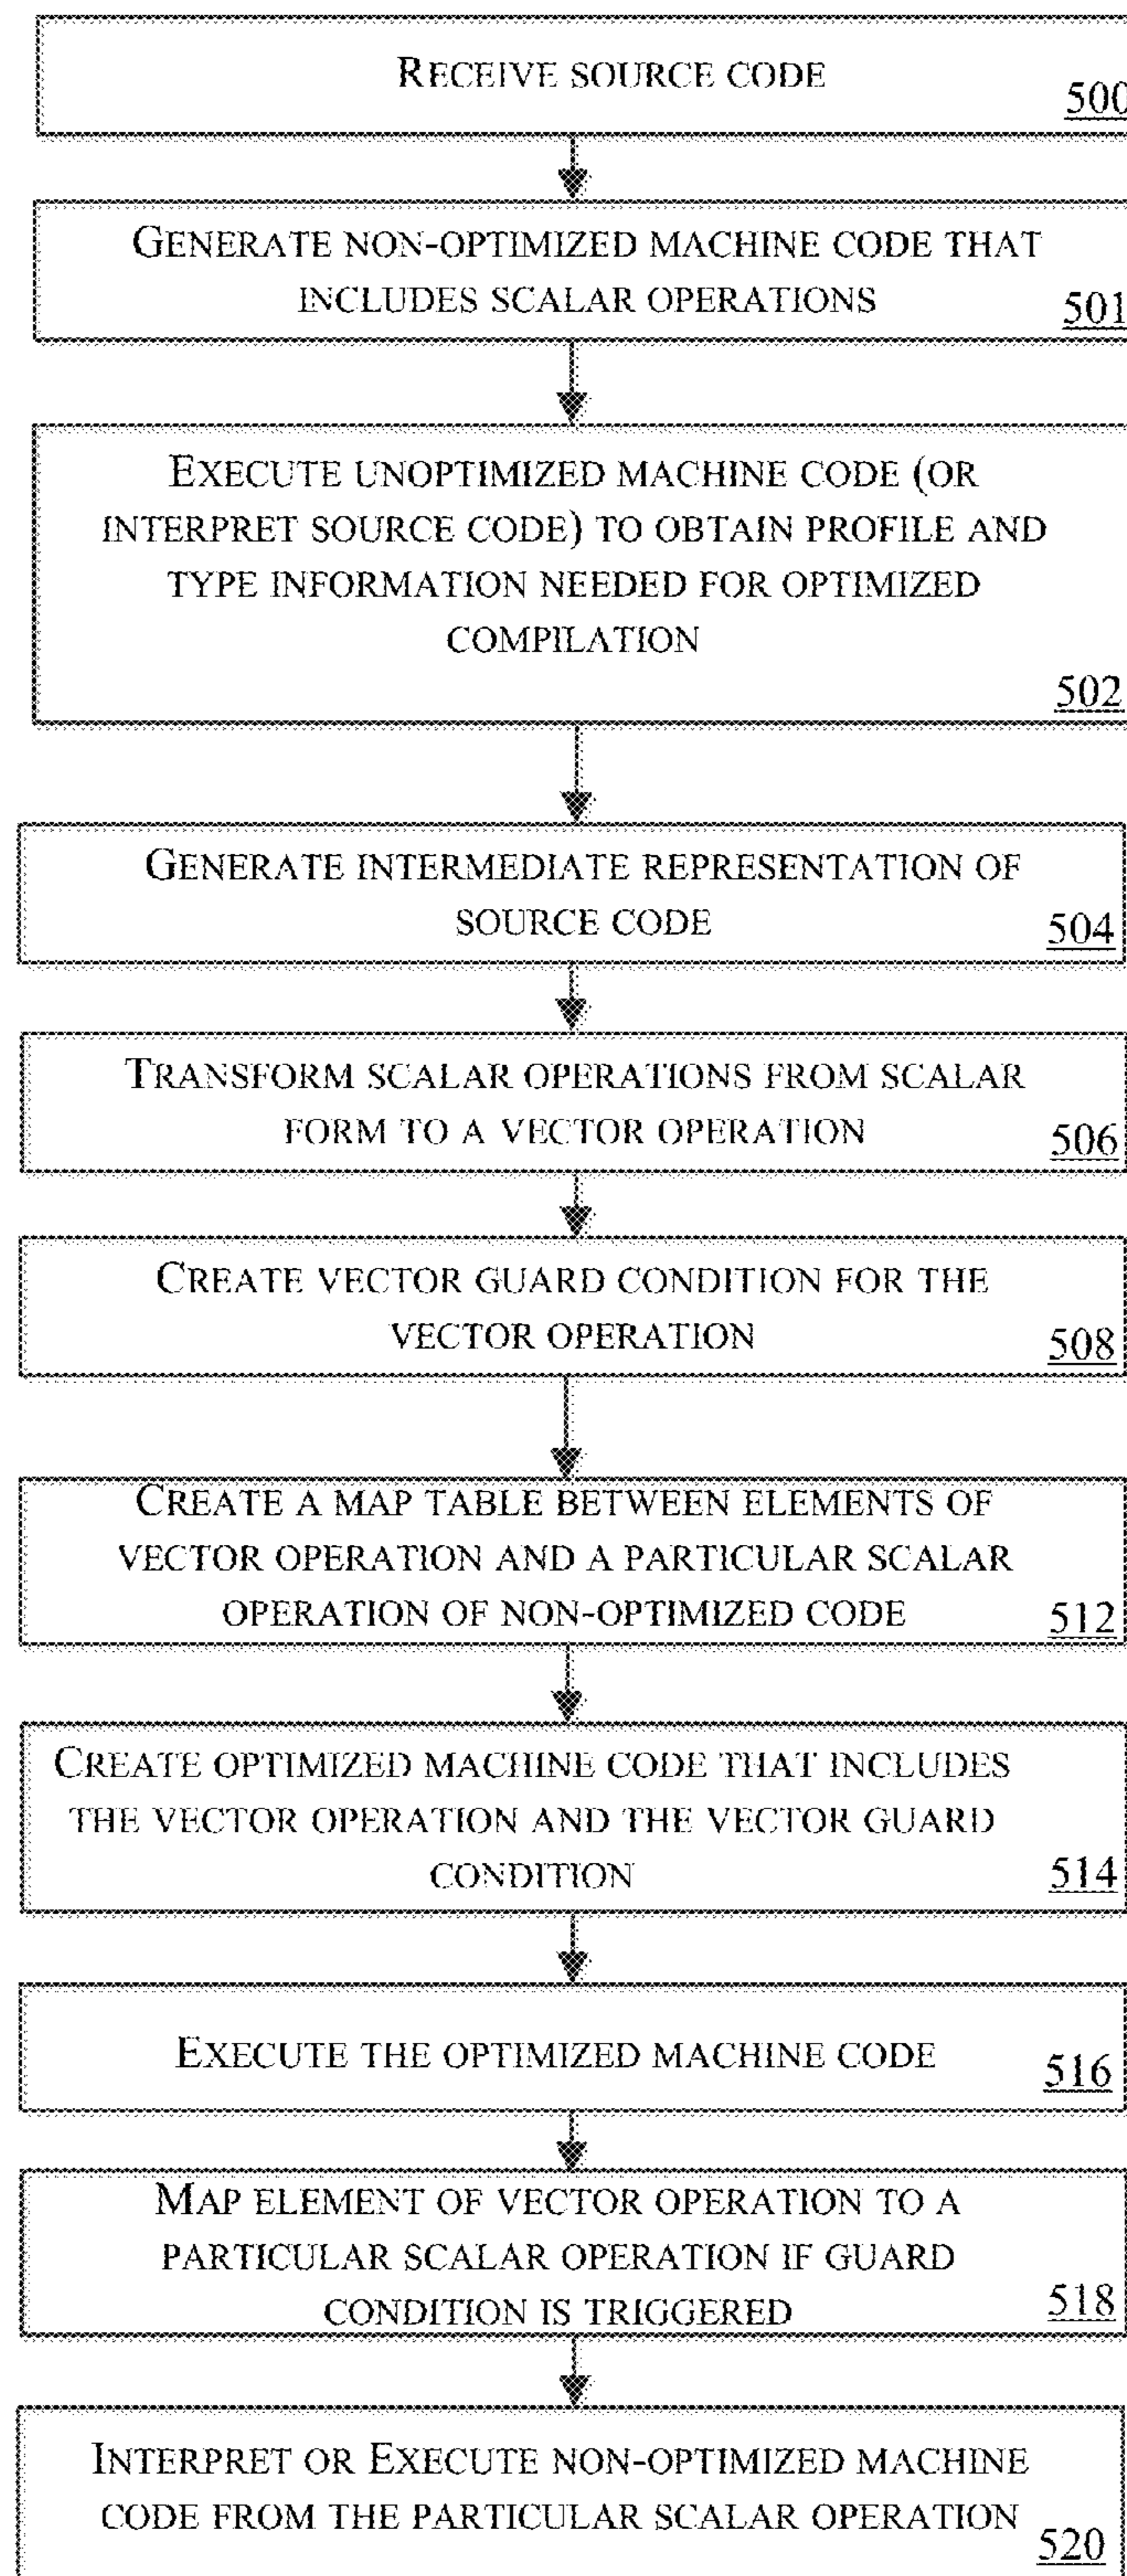 RECEIVE SOURCE CODE
500
GENERATE NON-OPTIMIZED MACHINE CODE THAT
INCLUDES SCALAR OPERATIONS
501
EXECUTE UNOPTIMIZED MACHINE CODE (OR
INTERPRET SOURCE CODE) TO OBTAIN PROFILE AND
TYPE INFORMATION NEEDED FOR OPTIMIZED
COMPILATION
502
GENERATE INTERMEDIATE REPRESENTATION OF
SOURCE CODE
504
TRANSFORM SCALAR OPERATIONS FROM SCALAR
FORM TO A VECTOR OPERATION
506
CREATE VECTOR GUARD CONDITION FOR THE
VECTOR OPERATION
508
CREATE A MAP TABLE BETWEEN ELEMENTS OF
VECTOR OPERATION AND A PARTICULAR SCALAR
OPERATION OF NON-OPTIMIZED CODE
512
CREATE OPTIMIZED MACHINE CODE THAT INCLUDES
THE VECTOR OPERATION AND THE VECTOR GUARD
CONDITION
514
EXECUTE THE OPTIMIZED MACHINE CODE
516
MAP ELEMENT OF VECTOR OPERATION TO A
PARTICULAR SCALAR OPERATION IF GUARD
CONDITION IS TRIGGERED
518
INTERPRET OR EXECUTE NON-OPTIMIZED MACHINE
CODE FROM THE PARTICULAR SCALAR OPERATION
520